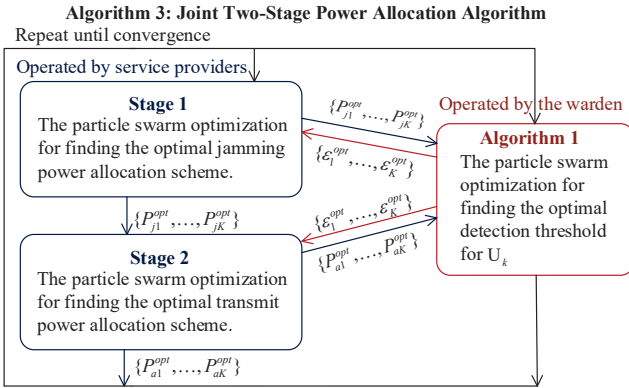 Algorithm 3: Joint Two-Stage Power Allocation Algorithm
Repeat until convergence
Operated by service providers
Stage 1
The particle swarm optimization
for finding the optimal jamming
power allocation scheme.
{P_{j1}^{opt},…,P_{jK}^{opt}}
{ε_1^{opt},…,ε_K^{opt}}
Operated by the warden
Algorithm 1
The particle swarm
optimization for
finding the optimal
detection threshold
for U_k
{P_{j1}^{opt},…,P_{jK}^{opt}}
{ε_1^{opt},…,ε_K^{opt}}
{P_{a1}^{opt},…,P_{aK}^{opt}}
Stage 2
The particle swarm optimization
for finding the optimal transmit
power allocation scheme.
{P_{a1}^{opt},…,P_{aK}^{opt}}